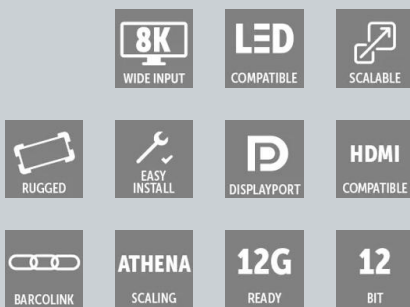 8K
WIDE INPUT
LED
COMPATIBLE
SCALABLE
RUGGED
EASY
INSTALL
DISPLAYPORT
HDMI
COMPATIBLE
BARCOLINK
ATHENA
SCALING
12G
READY
12
BIT